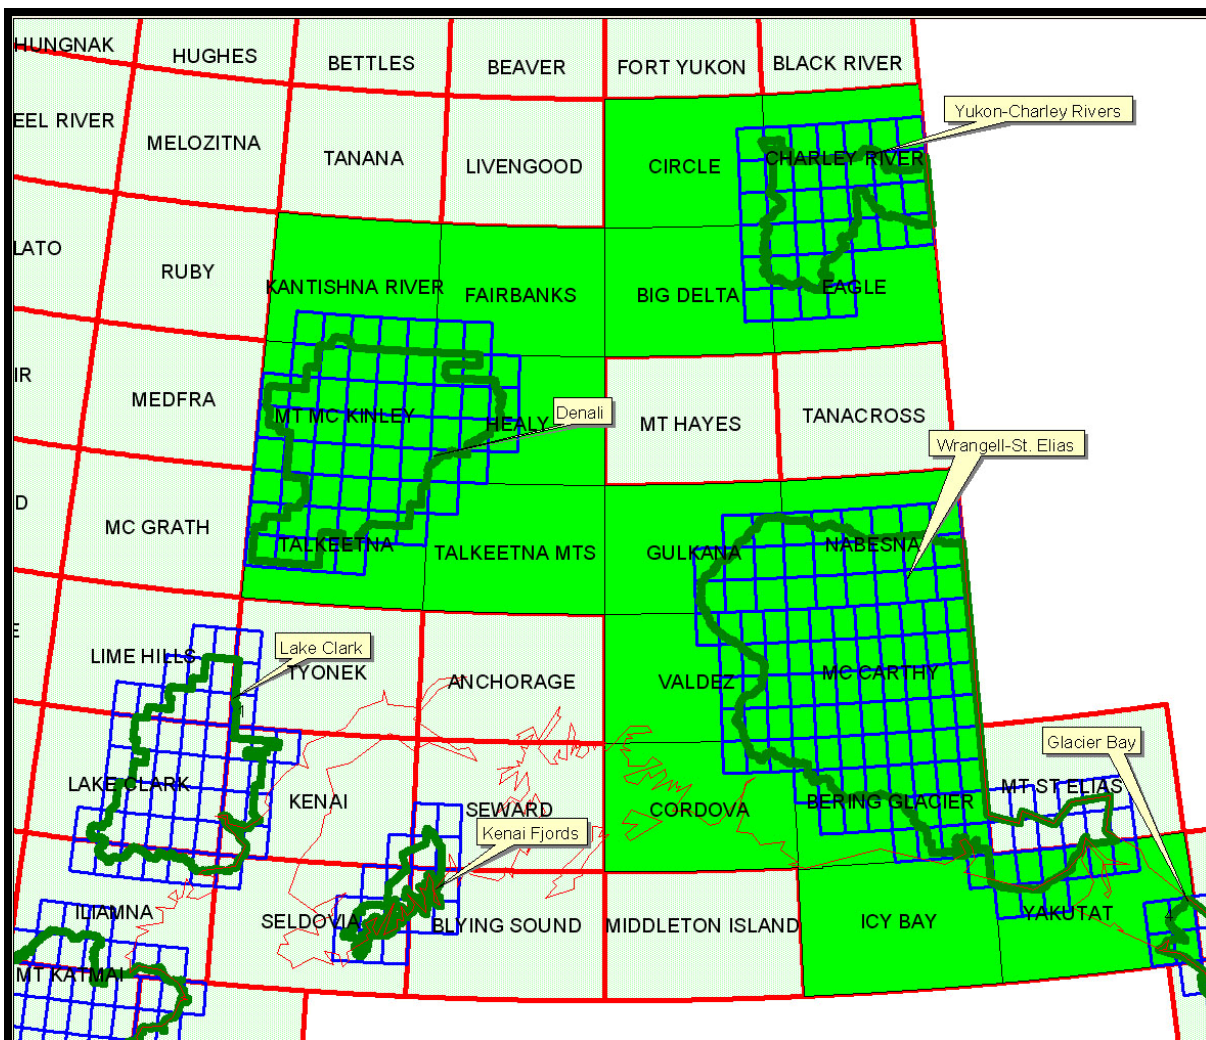 HUNGNAK
HUGHES
BETTLES
BEAVER
FORT YUKON
BLACK RIVER
EEL RIVER
MELOZITNA
TANANA
LIVENGOOD
CIRCLE
CHARLEY RIVER
Yukon-Charley Rivers
LATO
RUBY
KANTISHNA RIVER
FAIRBANKS
BIG DELTA
EAGLE
IR
MEDFRA
MT MC KINLEY
HEALY
Denali
MT HAYES
TANACROSS
Wrangell-St. Elias
D
MC GRATH
TALKEETNA
TALKEETNA MTS
GULKANA
NABESNA
E
LIME HILLS
Lake Clark
TYONEK
ANCHORAGE
VALDEZ
MC CARTHY
Glacier Bay
LAKE CLARK
KENAI
SEWARD
Kenai Fjords
CORDOVA
BERING GLACIER
MT ST ELIAS
ILIAMNA
SELDOVIA
BLYING SOUND
MIDDLETON ISLAND
ICY BAY
YAKUTAT
MT KATMAI